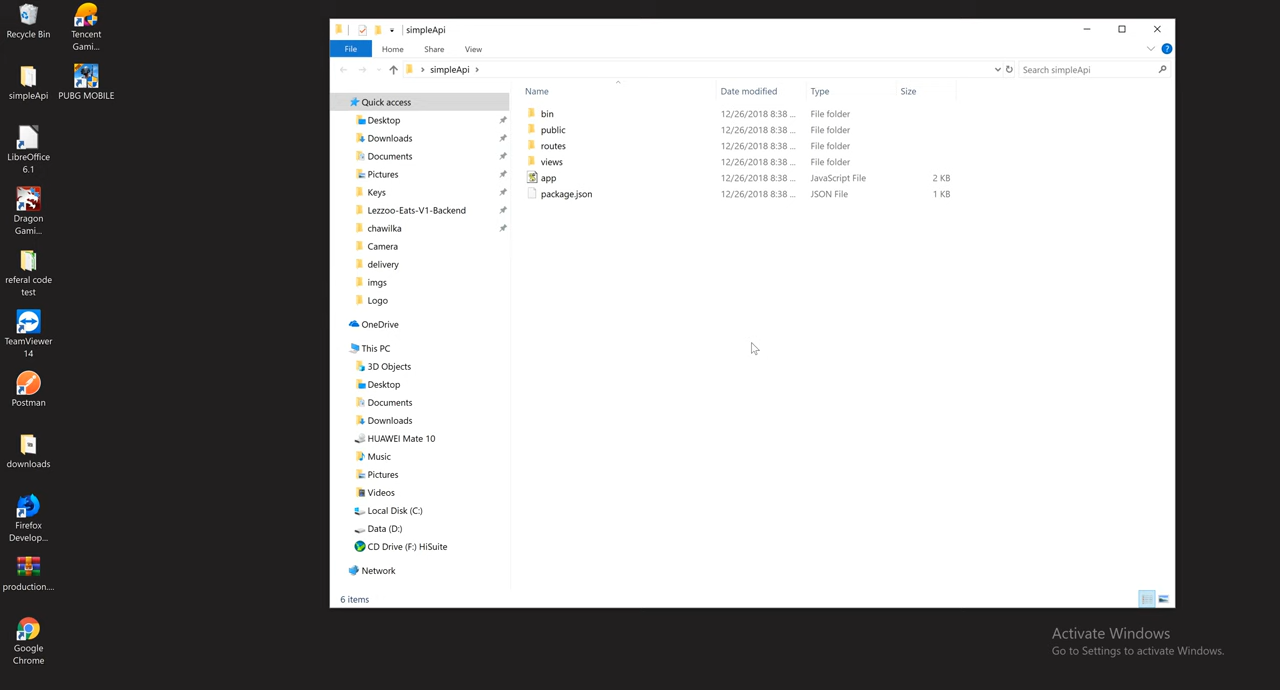 Recycle Bin
Tencent
Gami...
simpleApi
PUBG MOBILE
LibreOffice
6.1
Dragon
Gami...
referal code
test
TeamViewer
14
Postman
downloads
Firefox
Develop...
production....
Google
Chrome
simpleApi
File Home Share View
simpleApi
Search simpleApi
Name Date modified Type Size
bin 12/26/2018 8:38 ... File folder
public 12/26/2018 8:38 ... File folder
routes 12/26/2018 8:38 ... File folder
views 12/26/2018 8:38 ... File folder
app 12/26/2018 8:38 ... JavaScript File 2 KB
package.json 12/26/2018 8:38 ... JSON File 1 KB
Quick access
Desktop
Downloads
Documents
Pictures
Keys
Lezzoo-Eats-V1-Backend
chawilka
Camera
delivery
imgs
Logo
OneDrive
This PC
3D Objects
Desktop
Documents
Downloads
HUAWEI Mate 10
Music
Pictures
Videos
Local Disk (C:)
Data (D:)
CD Drive (F:) HiSuite
Network
6 items
Activate Windows
Go to Settings to activate Windows.